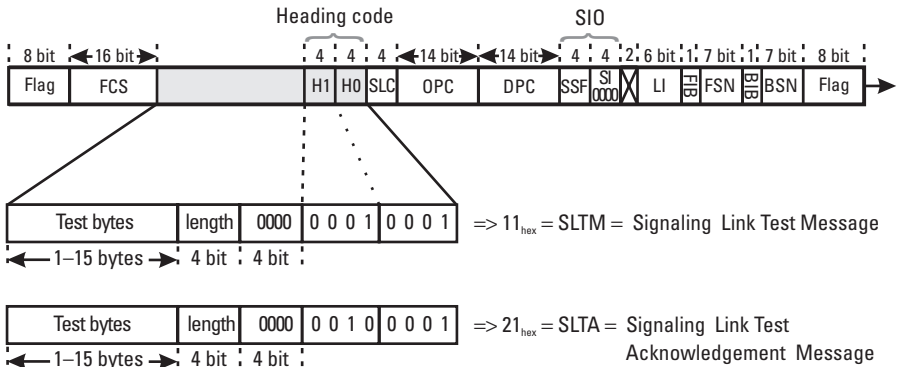 Heading code SIO
8 bit 16 bit 4 4 4 14 bit 14 bit 4 4 2 6 bit 1 7 bit 1 7 bit 8 bit
Flag FCS H1 H0 SLC OPC DPC SSF SI 0000 LI FIB FSN BIB BSN Flag
Test bytes length 0000 0 0 0 1 0 0 0 1 => 11hex = SLTM = Signaling Link Test Message
1–15 bytes 4 bit 4 bit
Test bytes length 0000 0 0 1 0 0 0 0 1 => 21hex = SLTA = Signaling Link Test
1–15 bytes 4 bit 4 bit Acknowledgement Message